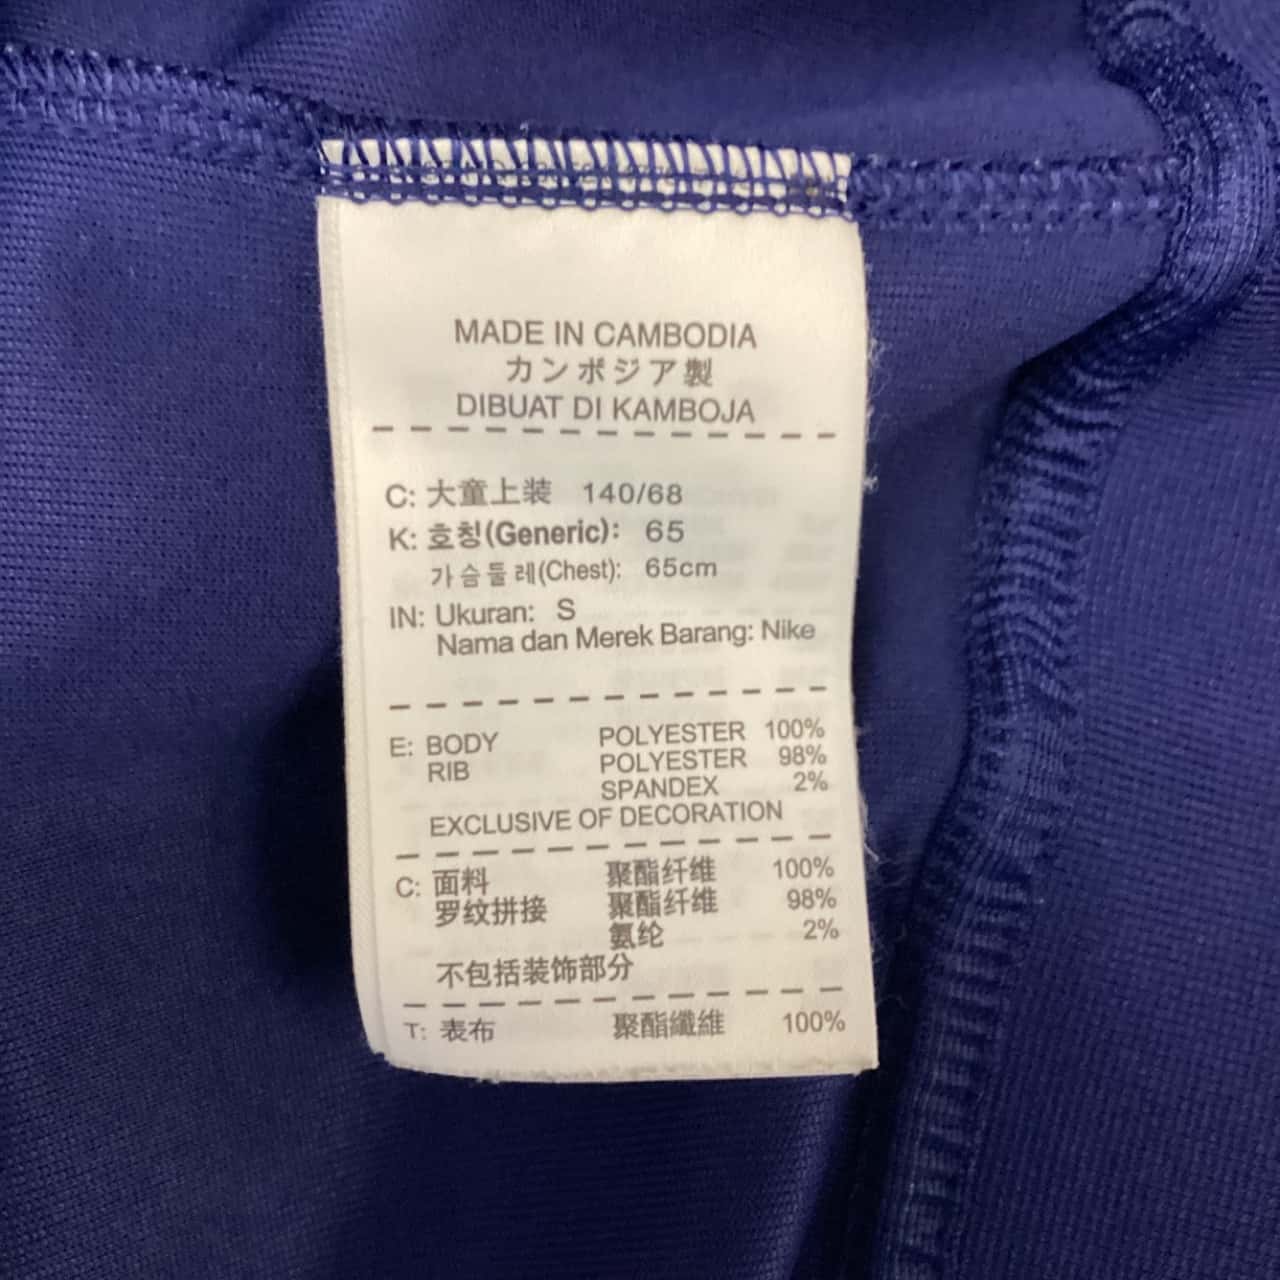 MADE IN CAMBODIA
カンボジア製
DIBUAT DI KAMBOJA
C: 大童上装 140/68
K: 호칭(Generic): 65
가슴둘레(Chest): 65cm
IN: Ukuran: S
Nama dan Merek Barang: Nike
E: BODY POLYESTER 100%
RIB POLYESTER 98%
SPANDEX 2%
EXCLUSIVE OF DECORATION
C: 面料 聚酯纤维 100%
罗纹拼接 聚酯纤维 98%
氨纶 2%
不包括装饰部分
T: 表布 聚酯纖維 100%